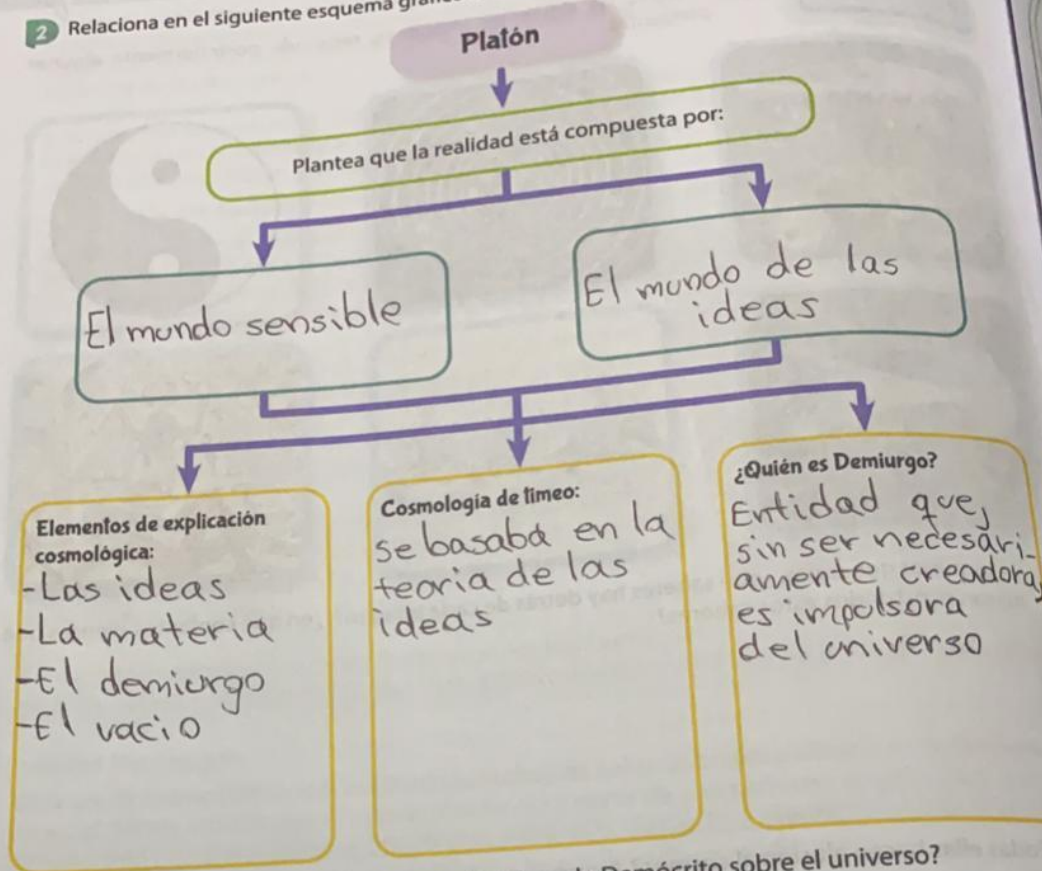 2 Relaciona en el siguiente esquema
Platón
Plantea que la realidad está compuesta por:
El mundo sensible
El mundo de las
ideas
Elementos de explicación
cosmológica:
-Las ideas
-La materia
-El demiurgo
-El vacio
Cosmología de timeo:
se basaba en la
teoria de las
ideas
¿Quién es Demiurgo?
Entidad que,
sin ser necesari-
amente creadora,
es impulsora
del universo
sobre el universo?